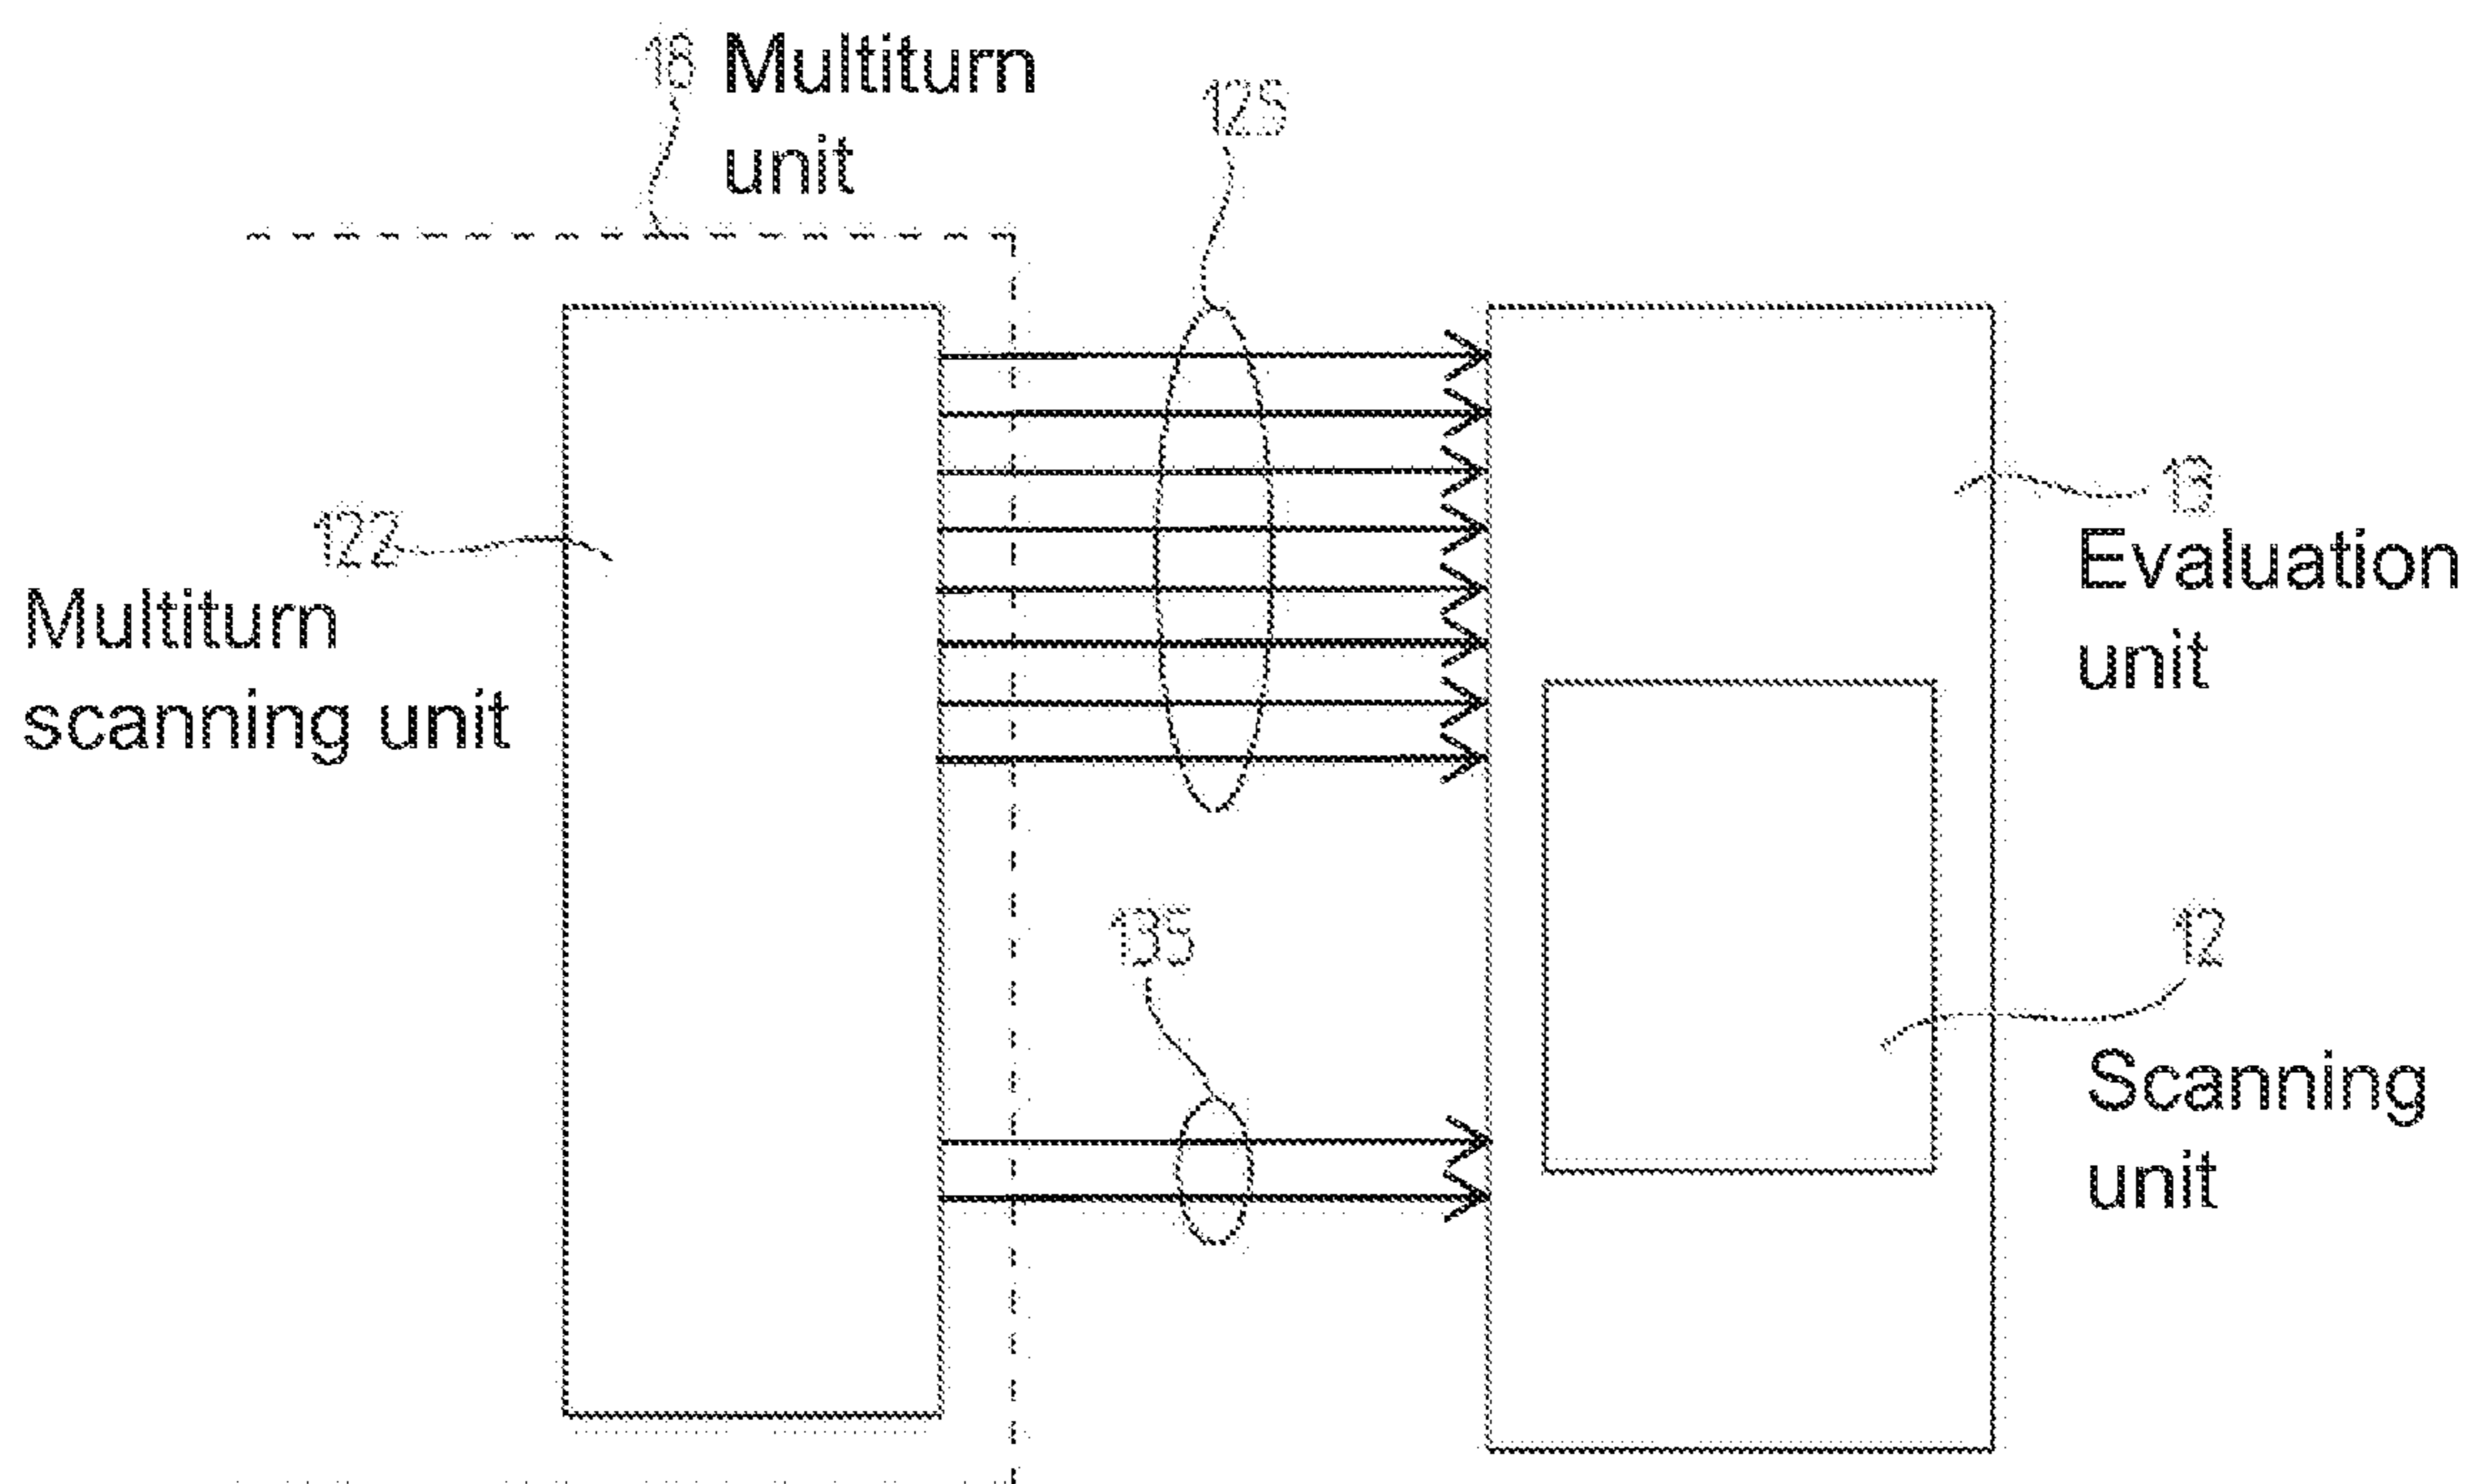 18 Multiturn
unit
125
122
Multiturn
scanning unit
13
Evaluation
unit
135
12
Scanning
unit